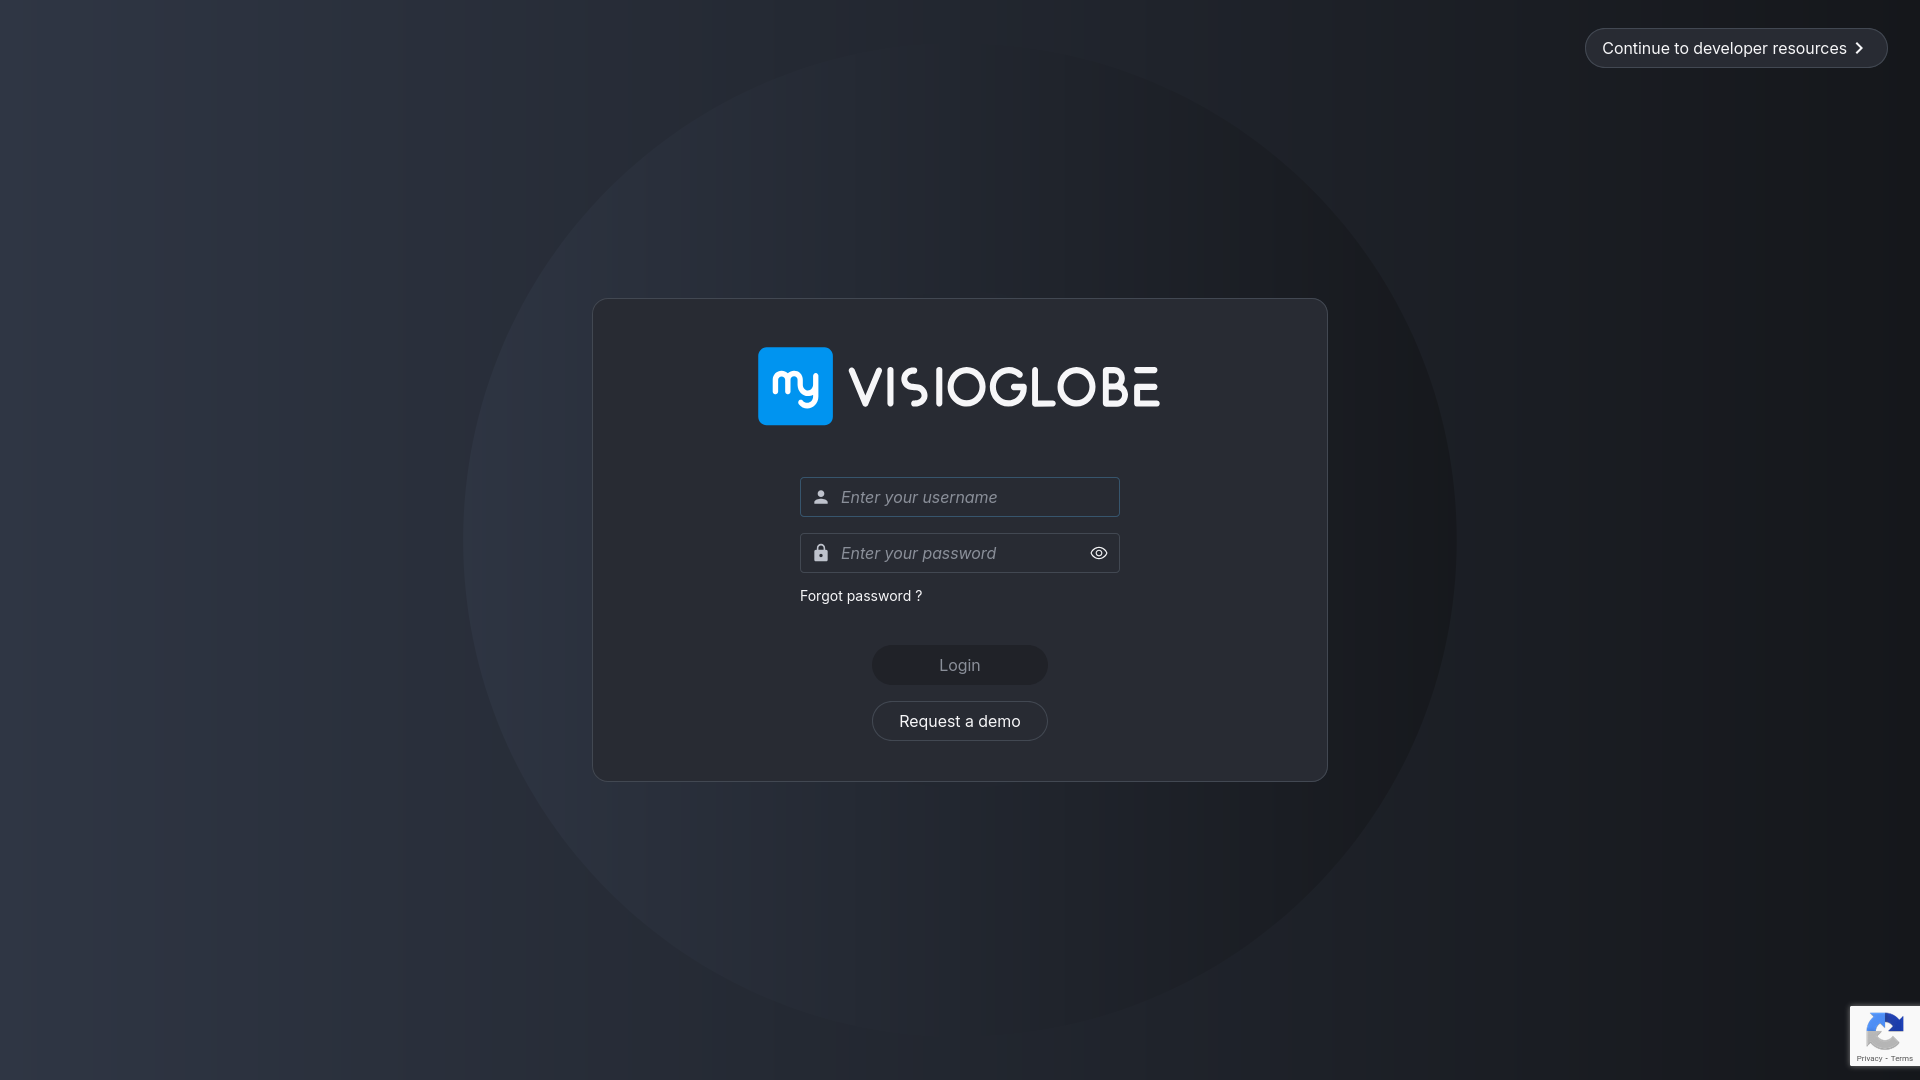 Continue to developer resources
my VISIOGLOBE
Enter your username
Enter your password
Forgot password ?
Login
Request a demo
Privacy - Terms